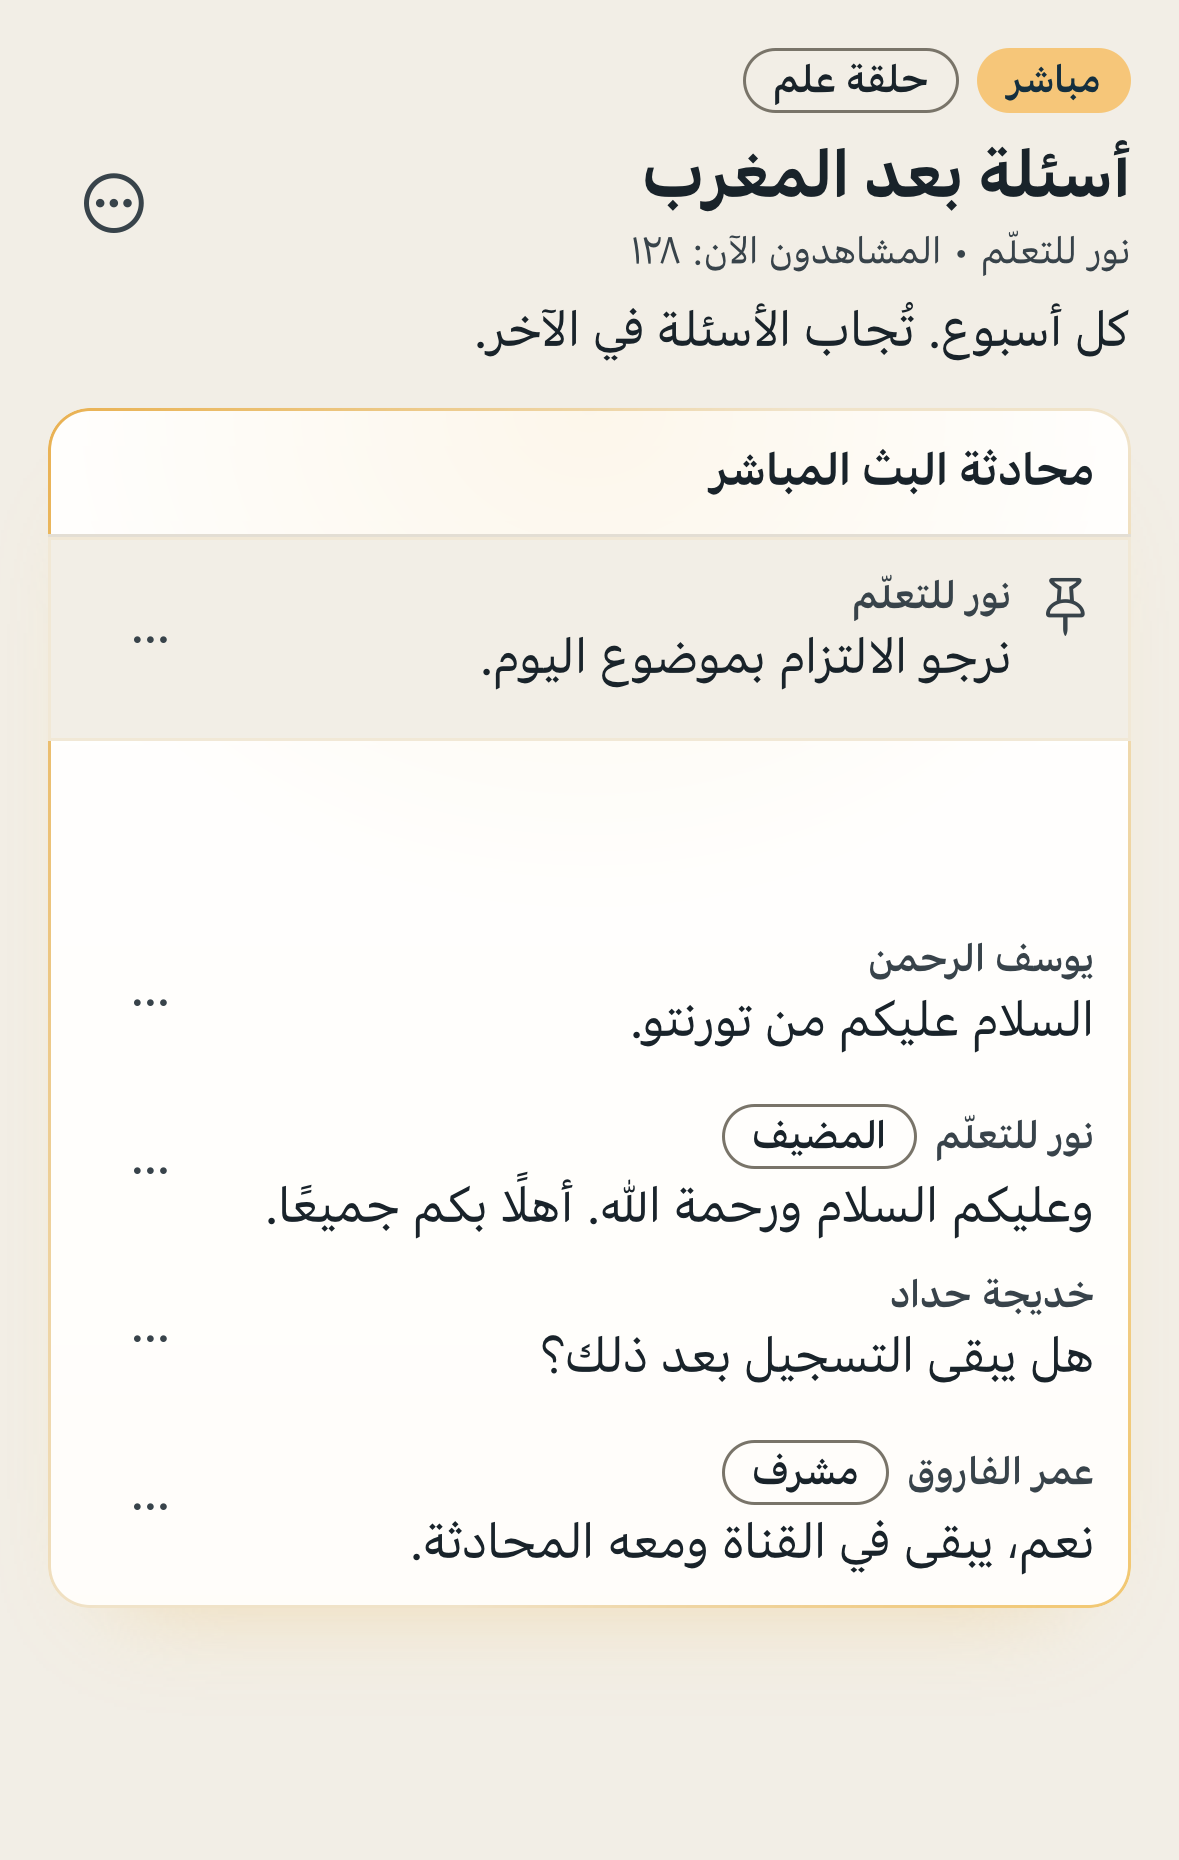 مباشر حلقة علم
أسئلة بعد المغرب
نور للتعلّم • المشاهدون الآن: ١٢٨
كل أسبوع. تُجاب الأسئلة في الآخر.
محادثة البث المباشر
نور للتعلّم
نرجو الالتزام بموضوع اليوم.
يوسف الرحمن
السلام عليكم من تورنتو.
نور للتعلّم المضيف
وعليكم السلام ورحمة الله. أهلًا بكم جميعًا.
خديجة حداد
هل يبقى التسجيل بعد ذلك؟
عمر الفاروق مشرف
نعم، يبقى في القناة ومعه المحادثة.